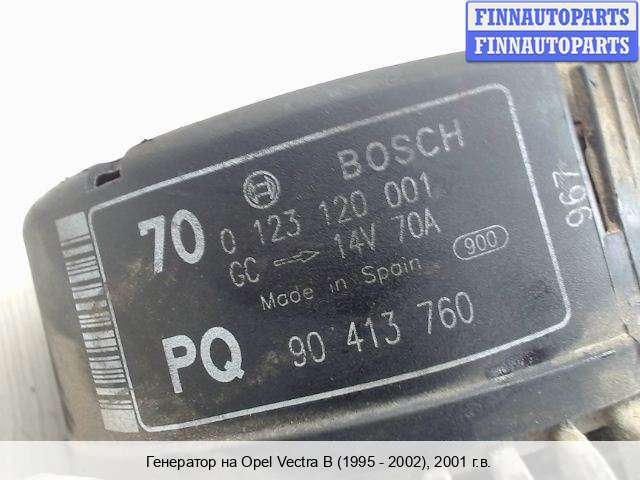 FINNAUTOPARTS
FINNAUTOPARTS
BOSCH
70 0 123 120 001
GC 14V 70A
Made in Spain 900
PQ 90 413 760
967
Генератор на Opel Vectra B (1995 - 2002), 2001 г.в.